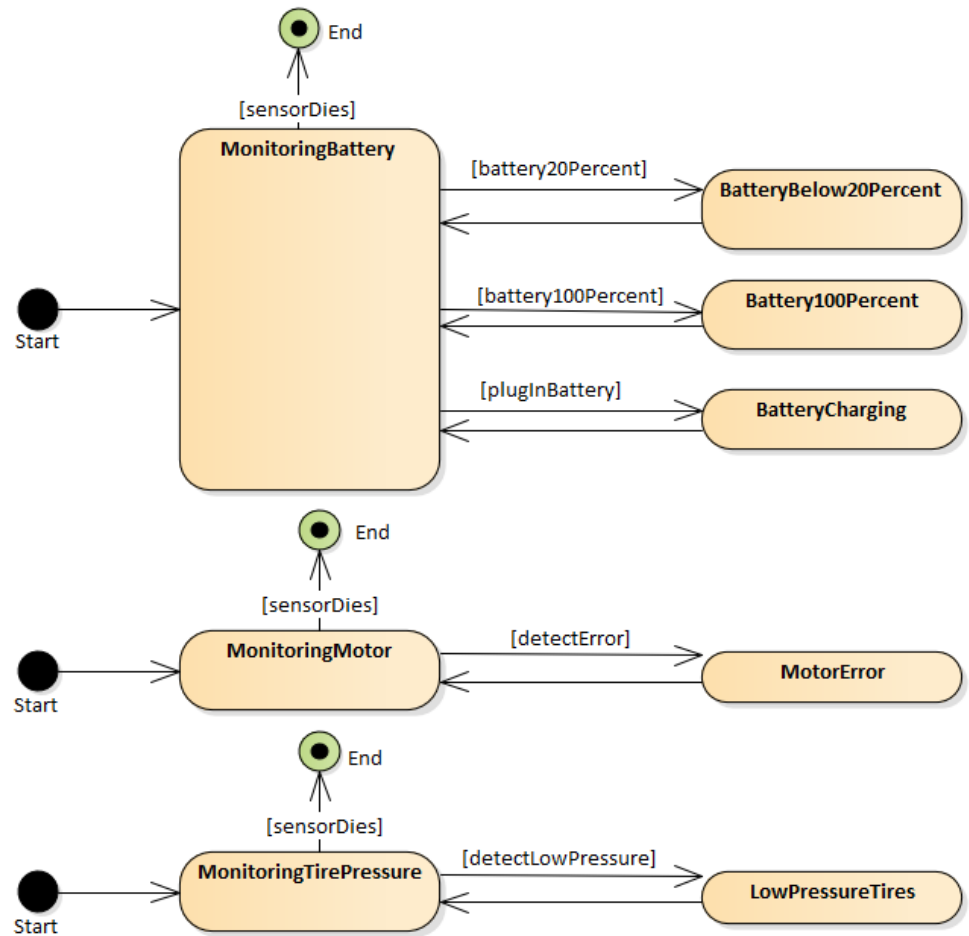 End
[sensorDies]
MonitoringBattery
[battery20Percent]
BatteryBelow20Percent
[battery100Percent]
Battery100Percent
Start
[plugInBattery]
BatteryCharging
End
[sensorDies]
MonitoringMotor
[detectError]
MotorError
Start
End
[sensorDies]
MonitoringTirePressure
[detectLowPressure]
LowPressureTires
Start